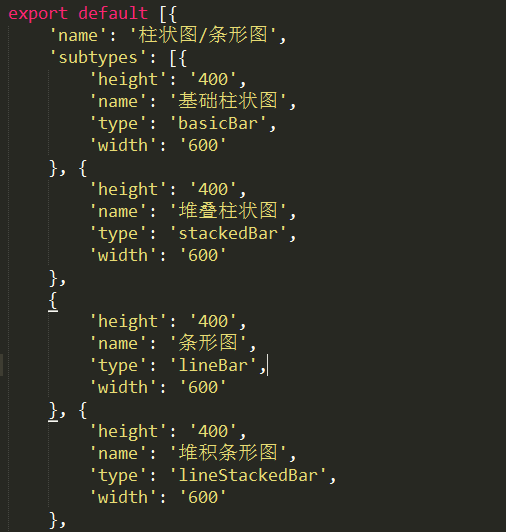 export default [{
    'name': '柱状图/条形图',
    'subtypes': [{
        'height': '400',
        'name': '基础柱状图',
        'type': 'basicBar',
        'width': '600'
    }, {
        'height': '400',
        'name': '堆叠柱状图',
        'type': 'stackedBar',
        'width': '600'
    },
    {
        'height': '400',
        'name': '条形图',
        'type': 'lineBar',
        'width': '600'
    }, {
        'height': '400',
        'name': '堆积条形图',
        'type': 'lineStackedBar',
        'width': '600'
    },